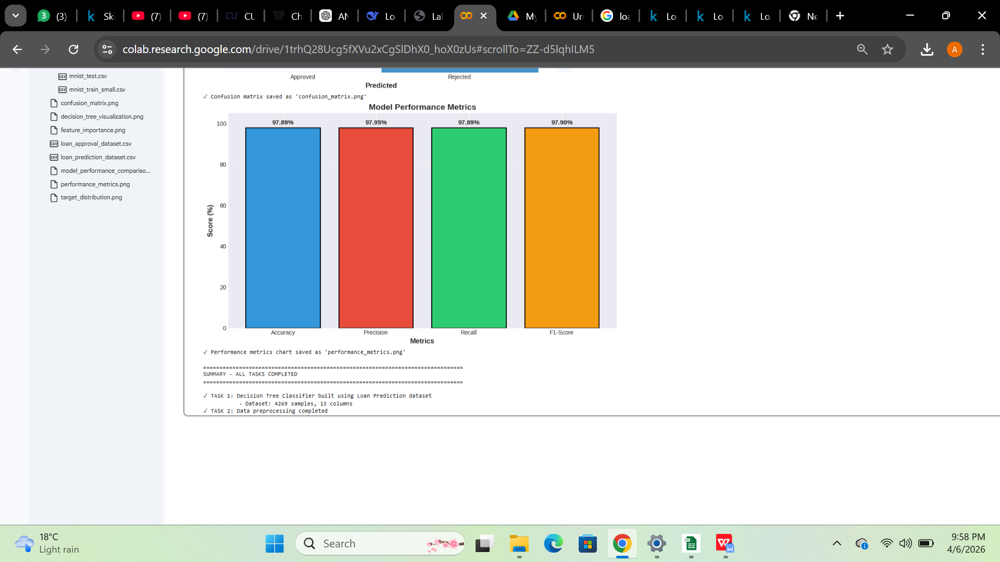 3 (3)
Sk
(7)
(7)
CU
Ch
AN
Lo
Lal
My
Un
loa
Lo
Lo
Lo
Ne
colab.research.google.com/drive/1trhQ28Ucg5fXVu2xCgSlDhX0_hoX0zUs#scrollTo=ZZ-d5lqhILM5
A
mnist_test.csv
mnist_train_small.csv
confusion_matrix.png
decision_tree_visualization.png
feature_importance.png
loan_approval_dataset.csv
loan_prediction_dataset.csv
model_performance_compariso...
performance_metrics.png
target_distribution.png
Approved Rejected
Predicted
✓ Confusion matrix saved as 'confusion_matrix.png'
Model Performance Metrics
97.89% 97.95% 97.89% 97.90%
100
80
60
40
20
0
Score (%)
Accuracy Precision Recall F1-Score
Metrics
✓ Performance metrics chart saved as 'performance_metrics.png'
================================================================================
SUMMARY - ALL TASKS COMPLETED
================================================================================
✓ TASK 1: Decision Tree Classifier built using Loan Prediction dataset
- Dataset: 4269 samples, 13 columns
✓ TASK 2: Data preprocessing completed
18°C
Light rain
Search
9:58 PM
4/6/2026